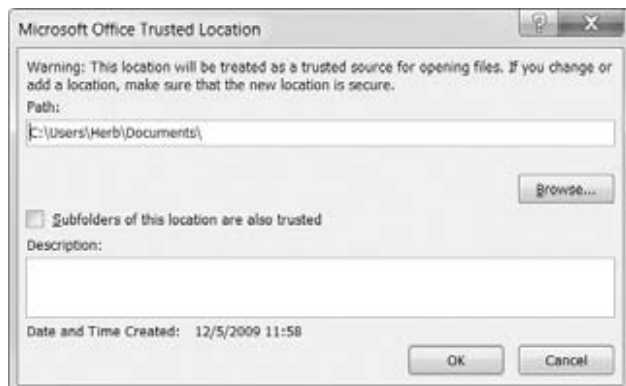 Microsoft Office Trusted Location
Warning: This location will be treated as a trusted source for opening files. If you change or
add a location, make sure that the new location is secure.
Path:
C:\Users\Herb\Documents\
Browse...
Subfolders of this location are also trusted
Description:
Date and Time Created: 12/5/2009 11:58
OK Cancel